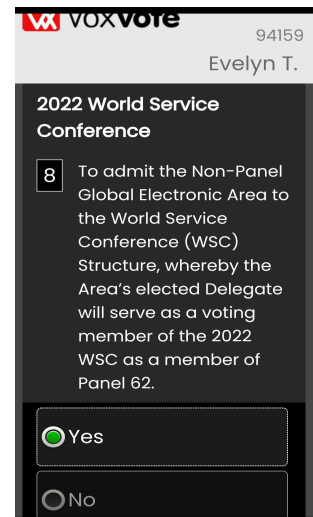 VOXVOTE
94159
Evelyn T.
2022 World Service
Conference
8 To admit the Non-Panel
Global Electronic Area to
the World Service
Conference (WSC)
Structure, whereby the
Area's elected Delegate
will serve as a voting
member of the 2022
WSC as a member of
Panel 62.
Yes
No